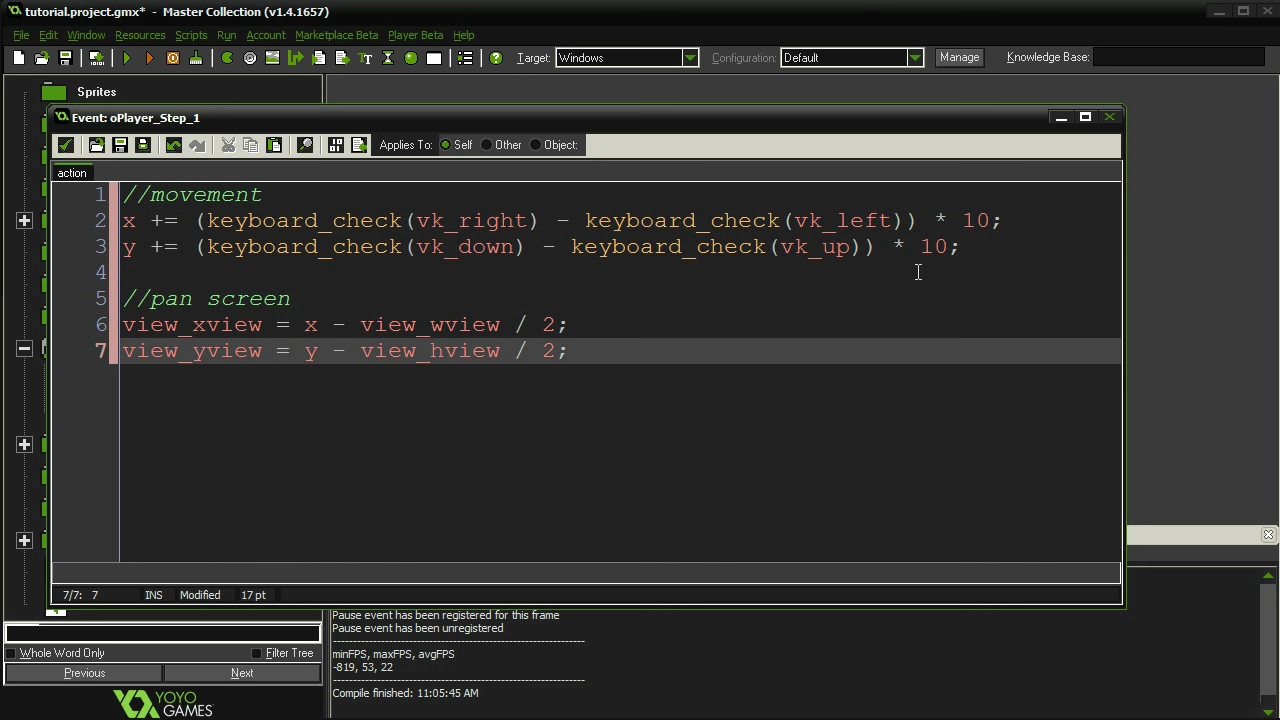 tutorial.project.gmx* - Master Collection (v1.4.1657)
File Edit Window Resources Scripts Run Account Marketplace Beta Player Beta Help
Target: Windows Configuration: Default Manage Knowledge Base:
Sprites
Event: oPlayer_Step_1
Applies To: Self Other Object:
action
1 //movement
2 x += (keyboard_check(vk_right) - keyboard_check(vk_left)) * 10;
3 y += (keyboard_check(vk_down) - keyboard_check(vk_up)) * 10;
4
5 //pan screen
6 view_xview = x - view_wview / 2;
7 view_yview = y - view_hview / 2;
7/7: 7 INS Modified 17 pt
Pause event has been registered for this frame
Pause event has been unregistered
minFPS, maxFPS, avgFPS
-819, 53, 22
Compile finished: 11:05:45 AM
Whole Word Only Filter Tree
Previous Next
YOYO
GAMES